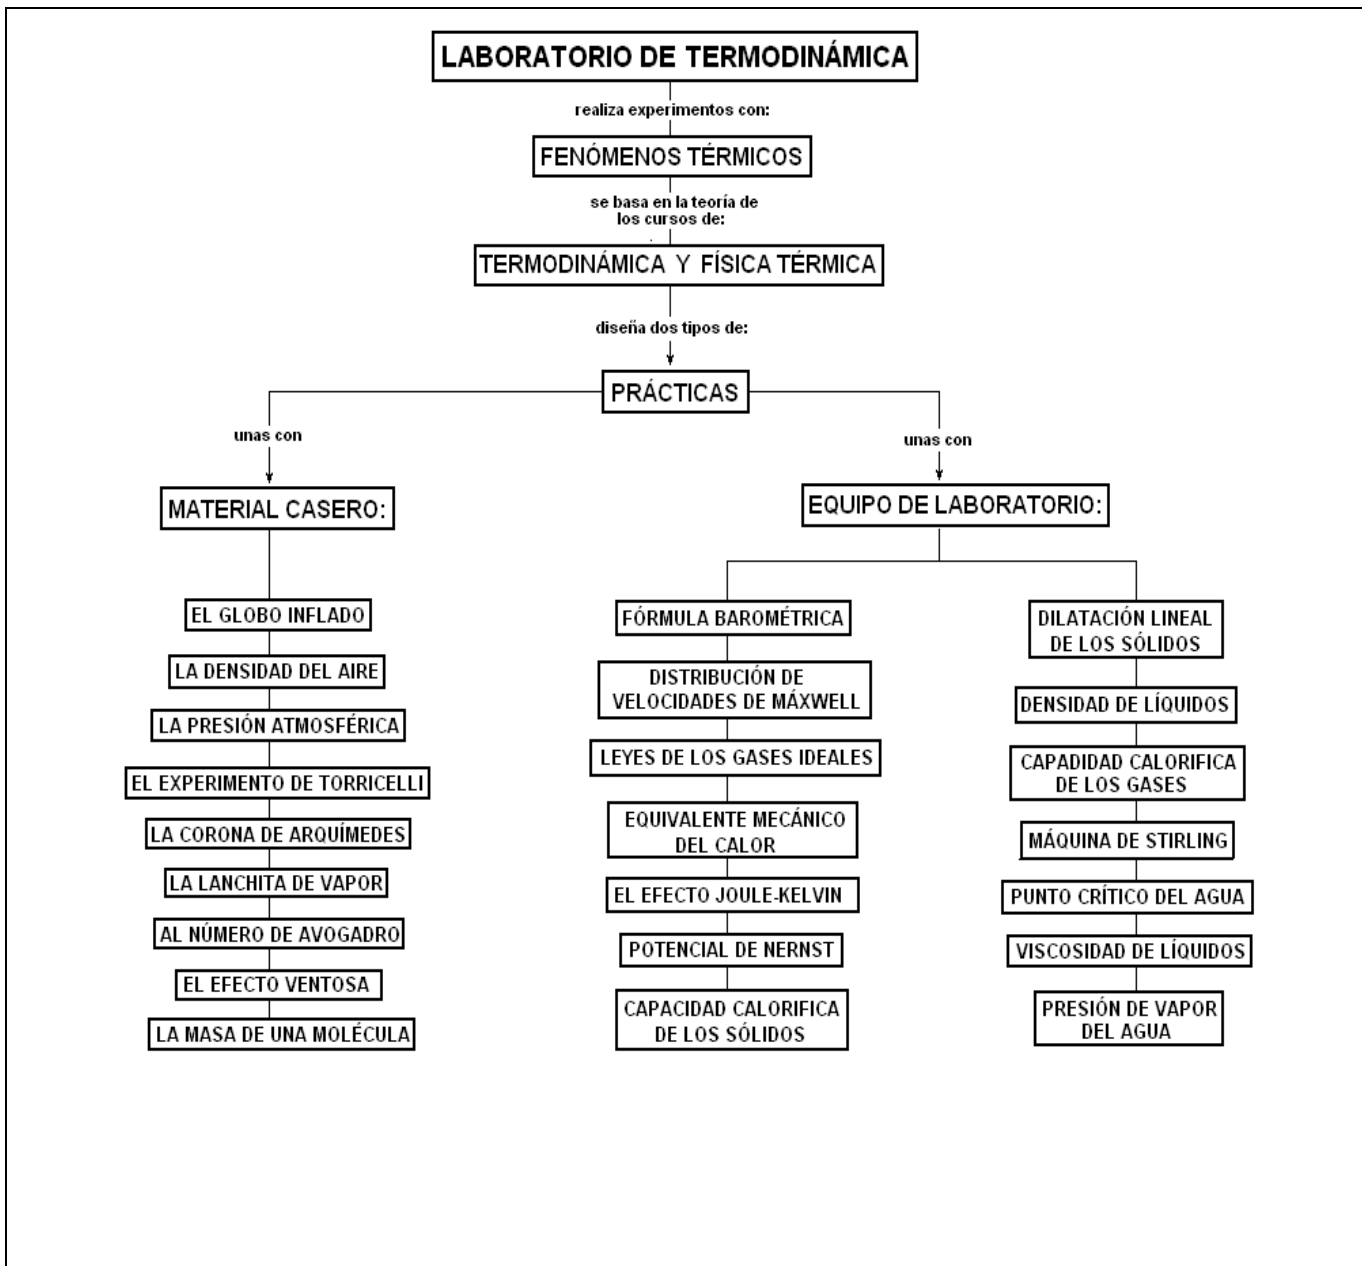 LABORATORIO DE TERMODINÁMICA
realiza experimentos con:
FENÓMENOS TÉRMICOS
se basa en la teoría de
los cursos de:
TERMODINÁMICA Y FÍSICA TÉRMICA
diseña dos tipos de:
PRÁCTICAS
unas con
MATERIAL CASERO:
EL GLOBO INFLADO
LA DENSIDAD DEL AIRE
LA PRESIÓN ATMOSFÉRICA
EL EXPERIMENTO DE TORRICELLI
LA CORONA DE ARQUÍMEDES
LA LANCHITA DE VAPOR
AL NÚMERO DE AVOGADRO
EL EFECTO VENTOSA
LA MASA DE UNA MOLÉCULA
unas con
EQUIPO DE LABORATORIO:
FÓRMULA BAROMÉTRICA
DISTRIBUCIÓN DE
VELOCIDADES DE MÁXWELL
LEYES DE LOS GASES IDEALES
EQUIVALENTE MECÁNICO
DEL CALOR
EL EFECTO JOULE-KELVIN
POTENCIAL DE NERNST
CAPACIDAD CALORIFICA
DE LOS SÓLIDOS
DILATACIÓN LINEAL
DE LOS SÓLIDOS
DENSIDAD DE LÍQUIDOS
CAPADIDAD CALORIFICA
DE LOS GASES
MÁQUINA DE STIRLING
PUNTO CRÍTICO DEL AGUA
VISCOSIDAD DE LÍQUIDOS
PRESIÓN DE VAPOR
DEL AGUA